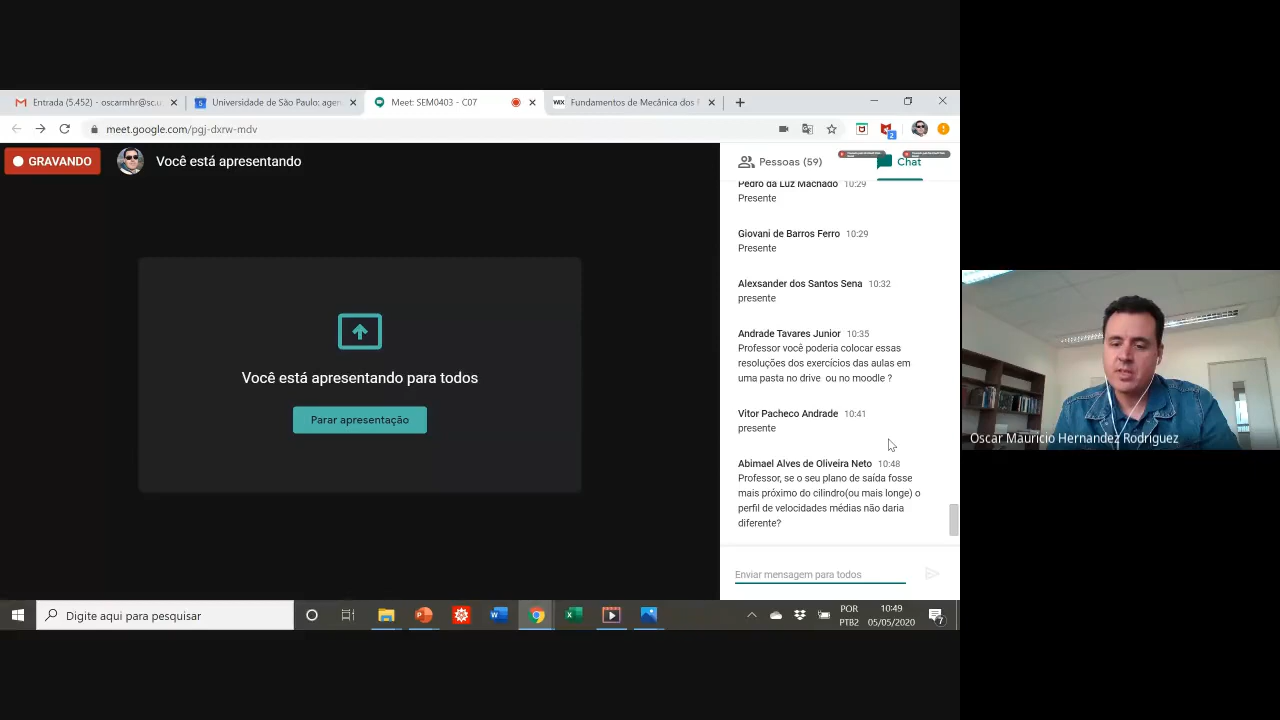 Entrada (5.452) - oscarmhr@sc.u
Universidade de São Paulo: agen
Meet: SEM0403 - C07
WIX
Fundamentos de Mecânica dos F
meet.google.com/pgj-dxrw-mdv
2
GRAVANDO
Você está apresentando
Pessoas (59)
Chat
Pedro da Luz Machado 10:29
Presente
Giovani de Barros Ferro 10:29
Presente
Alexsander dos Santos Sena 10:32
presente
Andrade Tavares Junior 10:35
Professor você poderia colocar essas
resoluções dos exercícios das aulas em
uma pasta no drive ou no moodle ?
Vitor Pacheco Andrade 10:41
presente
Abimael Alves de Oliveira Neto 10:48
Professor, se o seu plano de saída fosse
mais próximo do cilindro(ou mais longe) o
perfil de velocidades médias não daria
diferente?
Enviar mensagem para todos
Você está apresentando para todos
Parar apresentação
Oscar Mauricio Hernandez Rodriguez
Digite aqui para pesquisar
POR
PTB2
10:49
05/05/2020
7